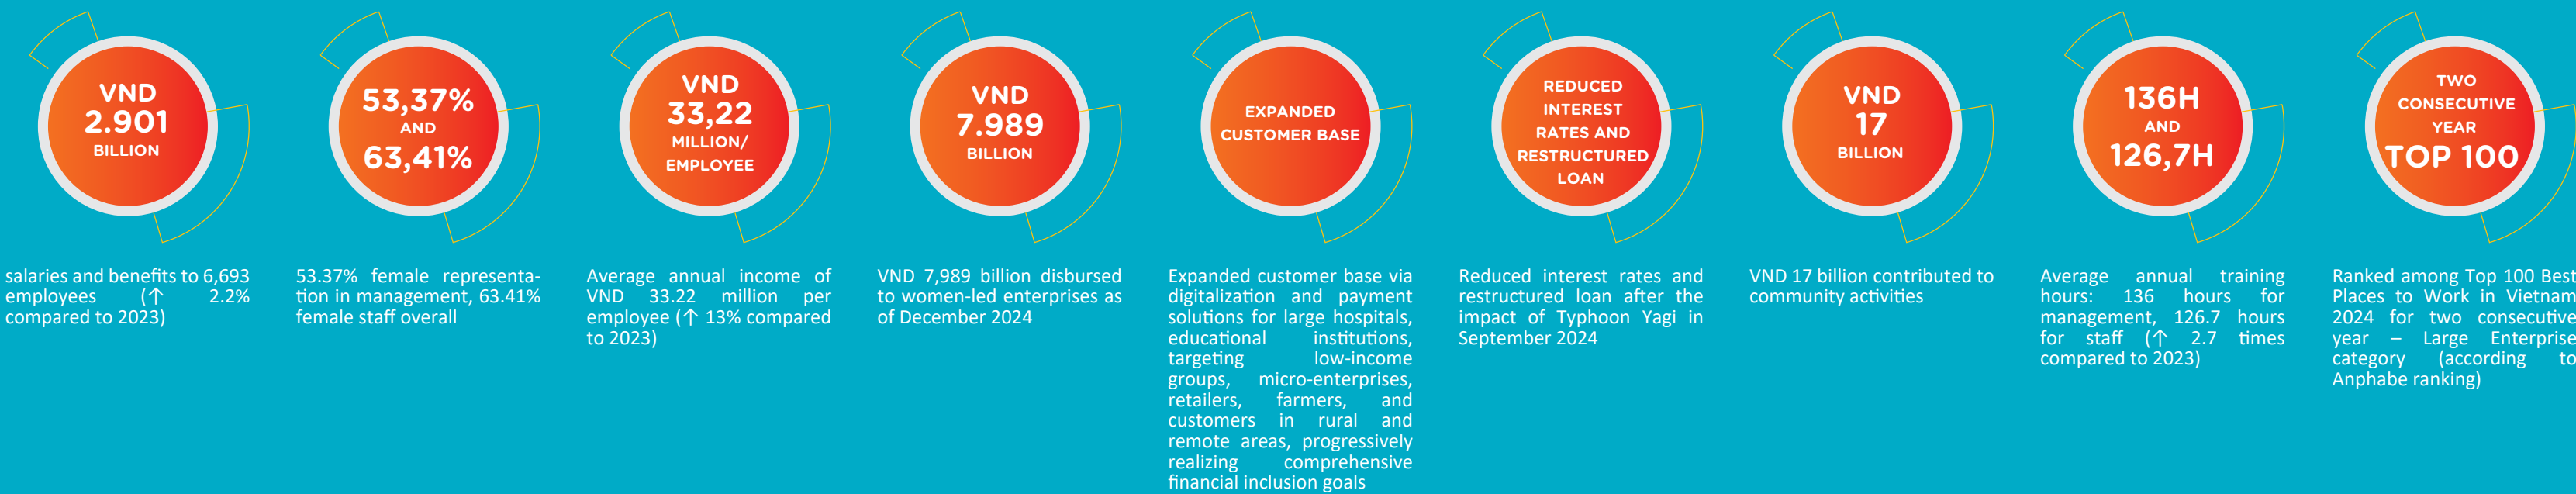 VND
2.901
BILLION
salaries and benefits to 6,693
employees (↑ 2.2%
compared to 2023)
53,37%
AND
63,41%
53.37% female representa-
tion in management, 63.41%
female staff overall
VND
33,22
MILLION/
EMPLOYEE
Average annual income of
VND 33.22 million per
employee (↑ 13% compared
to 2023)
VND
7.989
BILLION
VND 7,989 billion disbursed
to women-led enterprises as
of December 2024
EXPANDED
CUSTOMER BASE
Expanded customer base via
digitalization and payment
solutions for large hospitals,
educational institutions,
targeting low-income
groups, micro-enterprises,
retailers, farmers, and
customers in rural and
remote areas, progressively
realizing comprehensive
financial inclusion goals
REDUCED
INTEREST
RATES AND
RESTRUCTURED
LOAN
Reduced interest rates and
restructured loan after the
impact of Typhoon Yagi in
September 2024
VND
17
BILLION
VND 17 billion contributed to
community activities
136H
AND
126,7H
Average annual training
hours: 136 hours for
management, 126.7 hours
for staff (↑ 2.7 times
compared to 2023)
TWO
CONSECUTIVE
YEAR
TOP 100
Ranked among Top 100 Best
Places to Work in Vietnam
2024 for two consecutive
year – Large Enterprise
category (according to
Anphabe ranking)